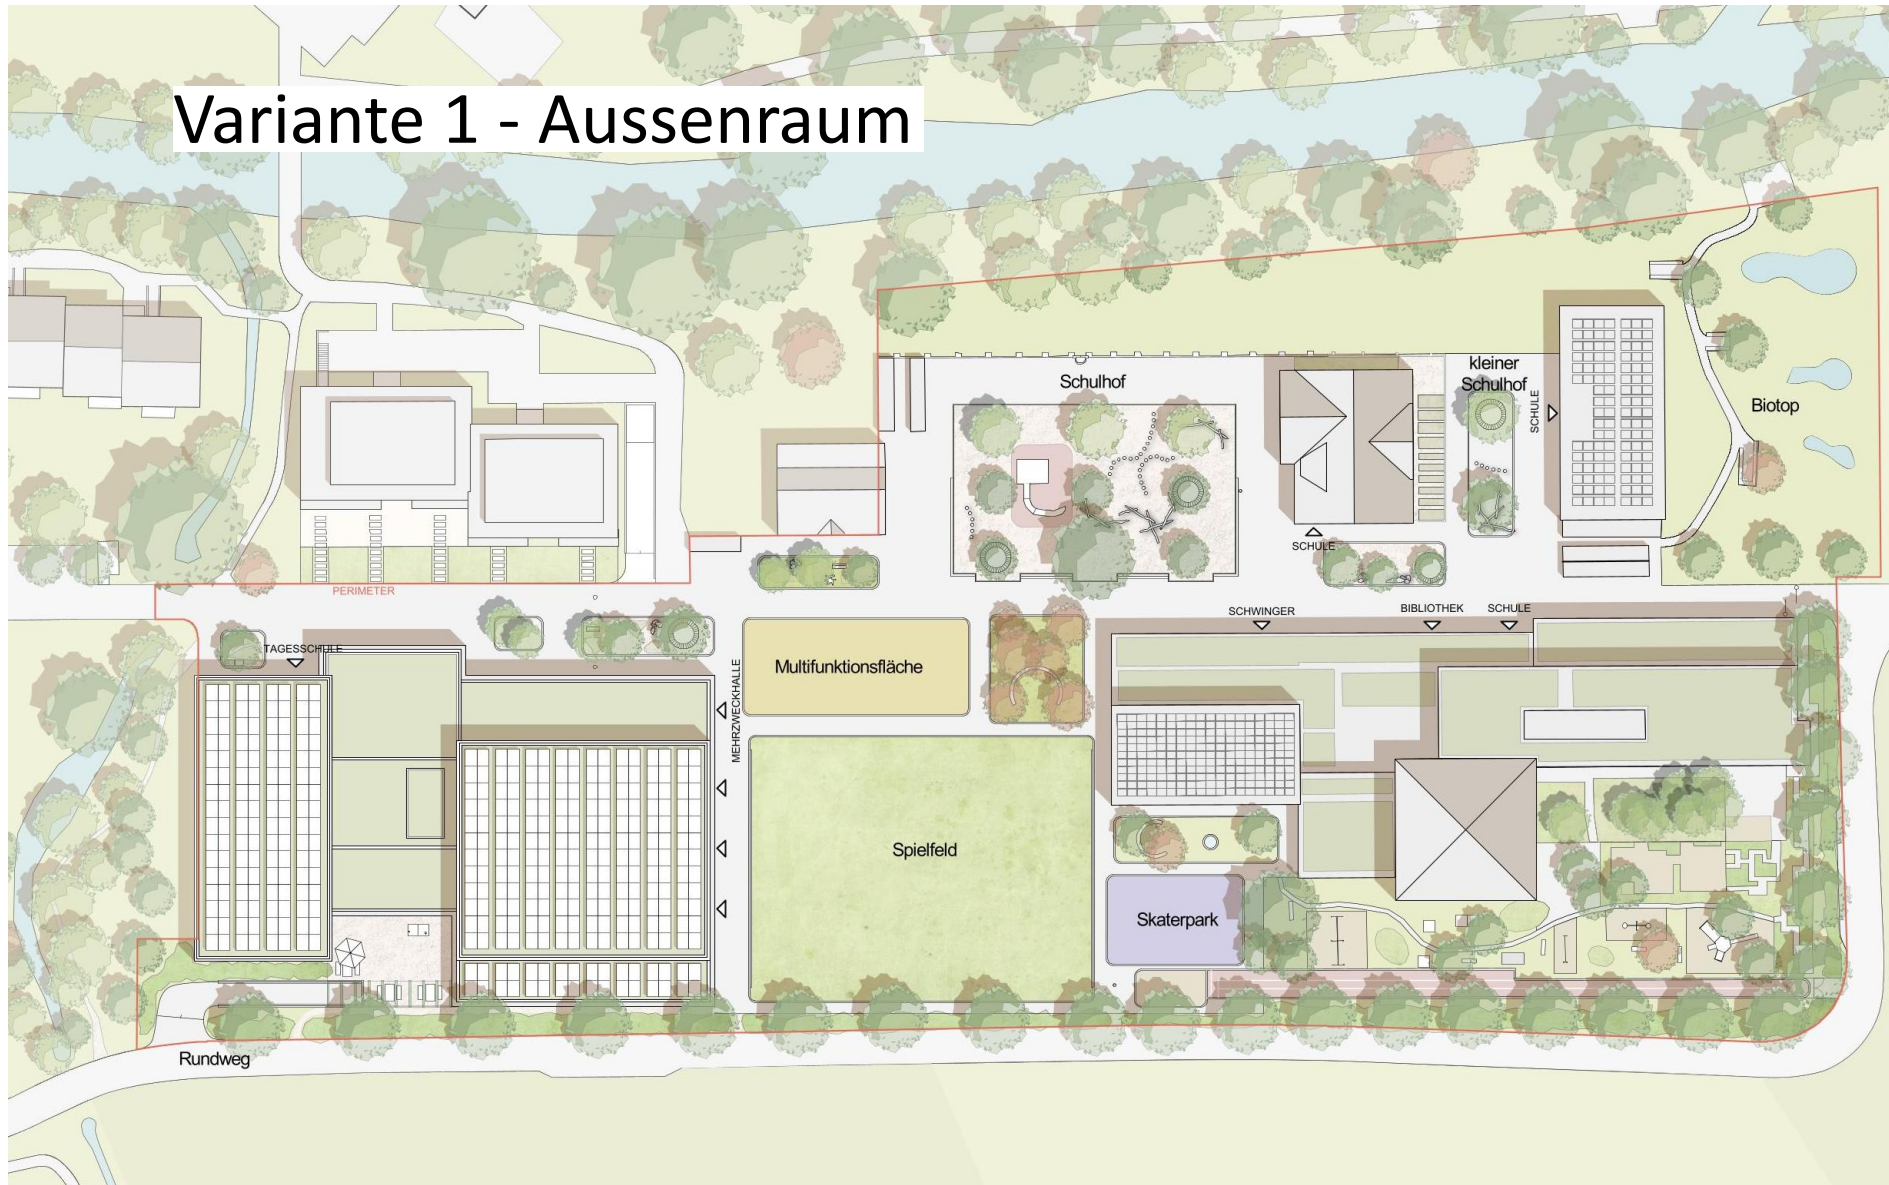 Variante 1 - Aussenraum
Schulhof
kleiner
Schulhof
SCHULE
Biotop
SCHULE
PERIMETER
SCHWINGER
BIBLIOTHEK
SCHULE
TAGESSCHULE
MEHRZWECKHALLE
Multifunktionsfläche
Spielfeld
Skaterpark
Rundweg